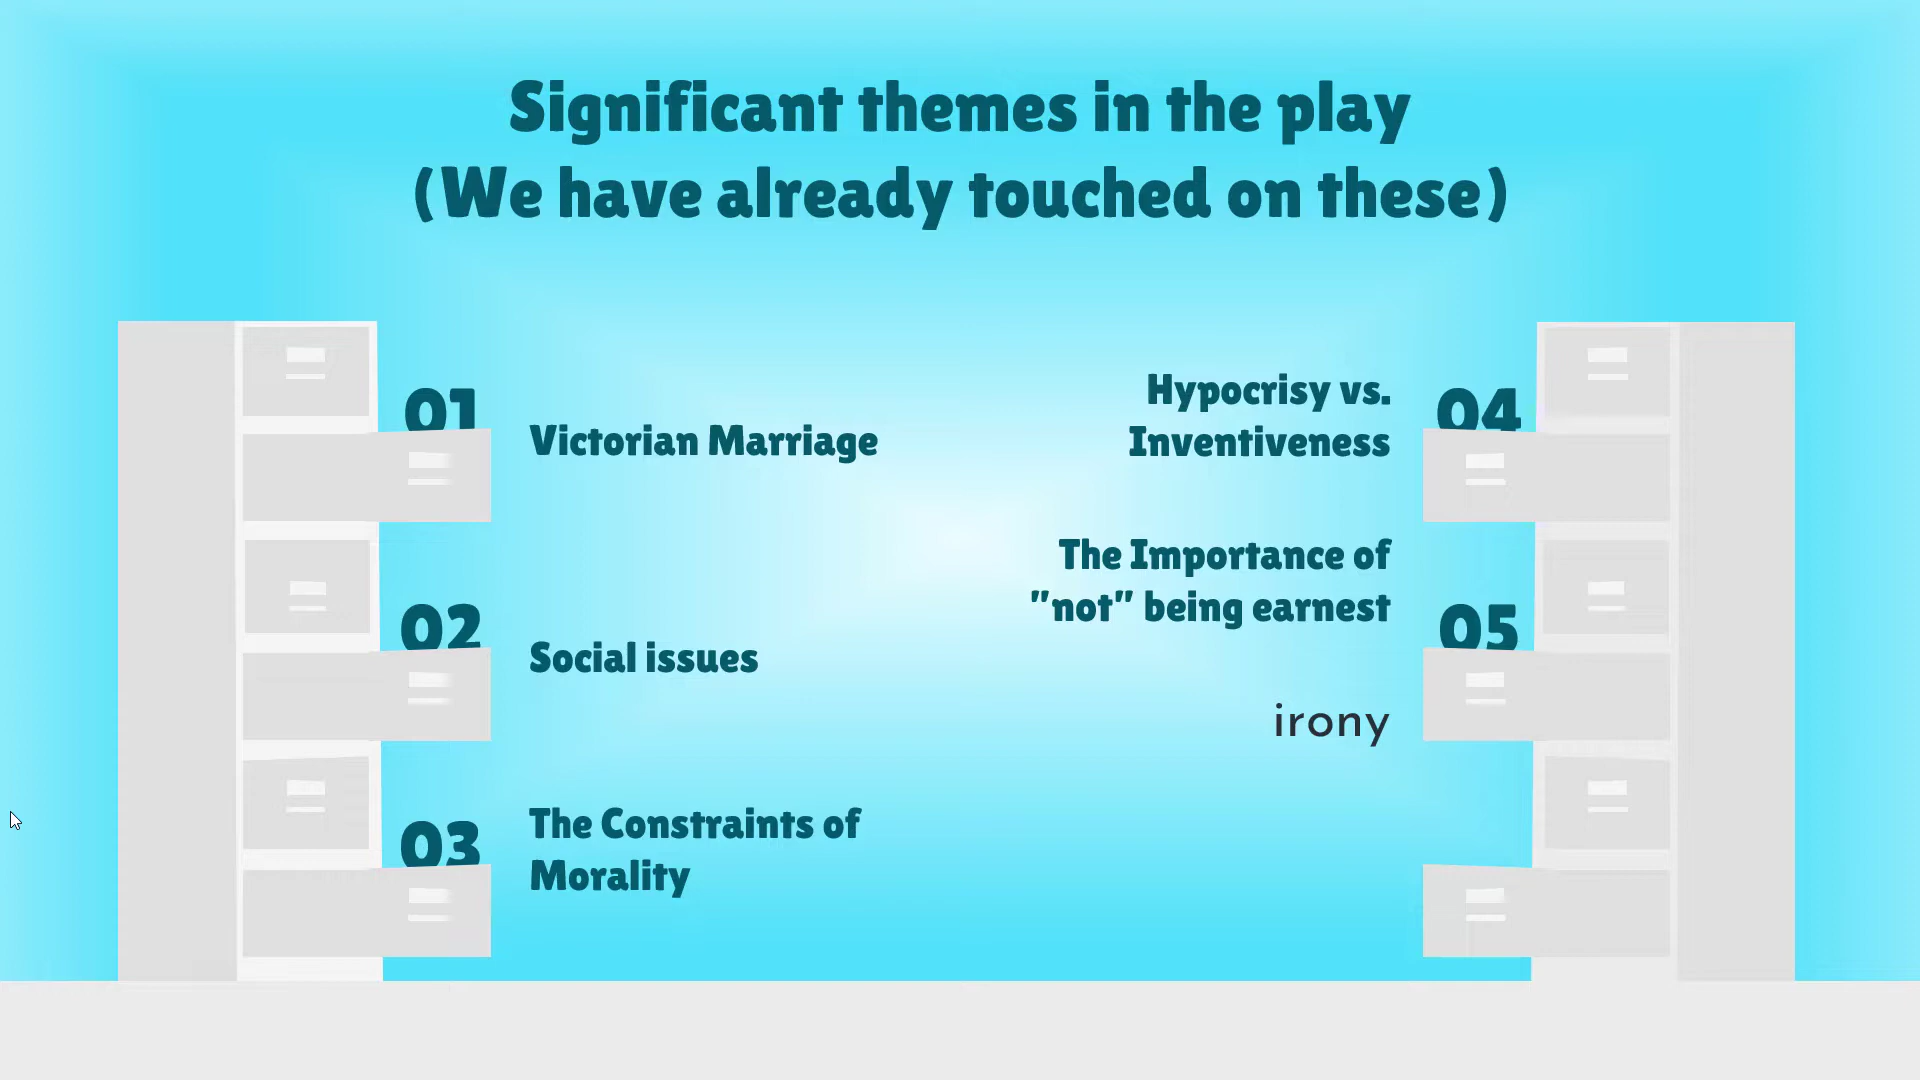 Significant themes in the play
(We have already touched on these)
01
Victorian Marriage
02
Social issues
03
The Constraints of
Morality
04
Hypocrisy vs.
Inventiveness
05
The Importance of
"not" being earnest
irony